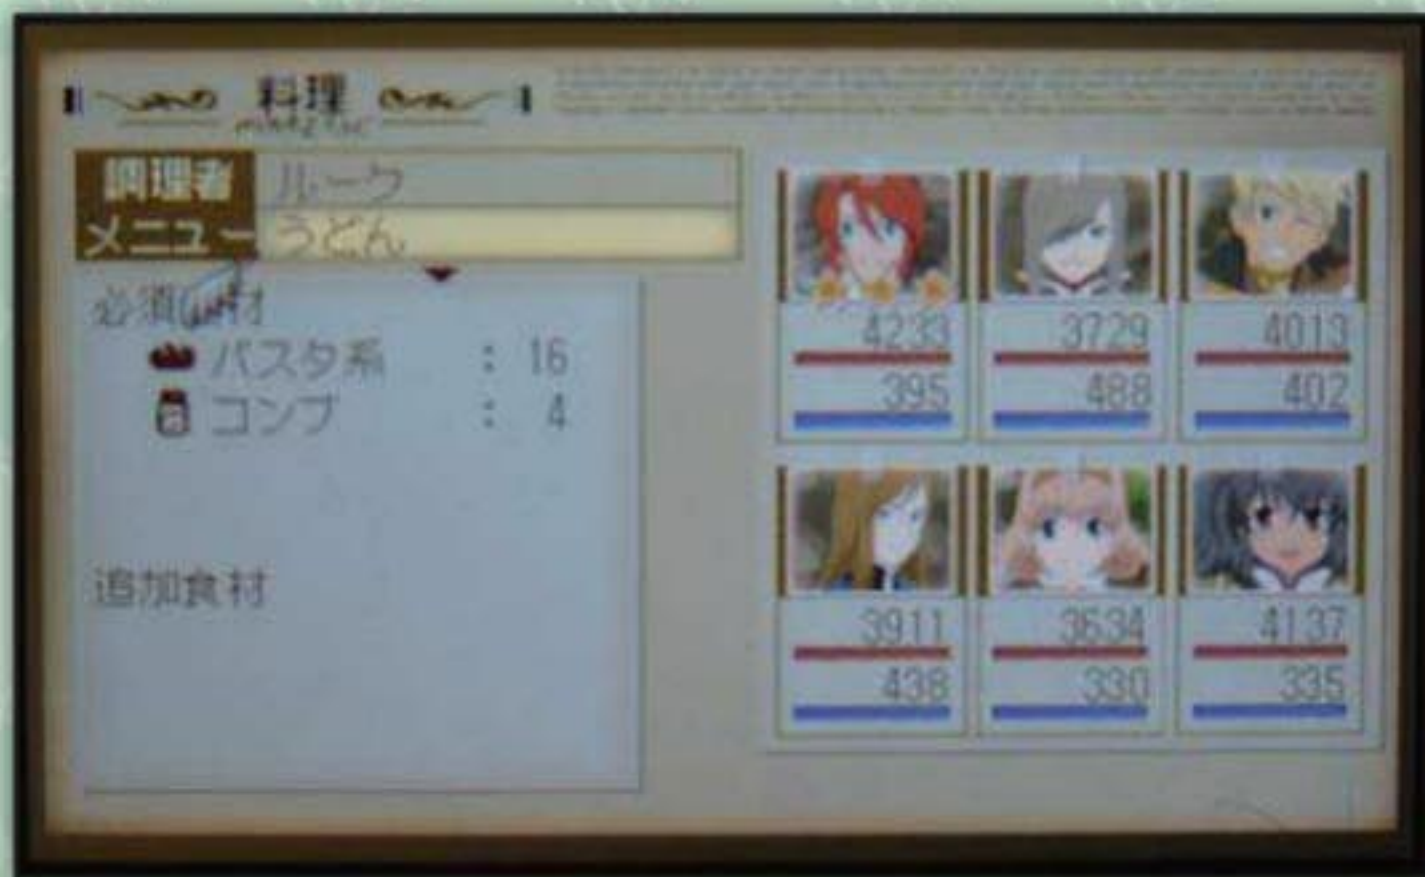 料理
調理者 ルーク
メニュー うどん
必須 材
パスタ系 : 16
コンブ : 4
追加食材
4233 3729 4013
395 488 402
3911 3634 4137
438 330 335